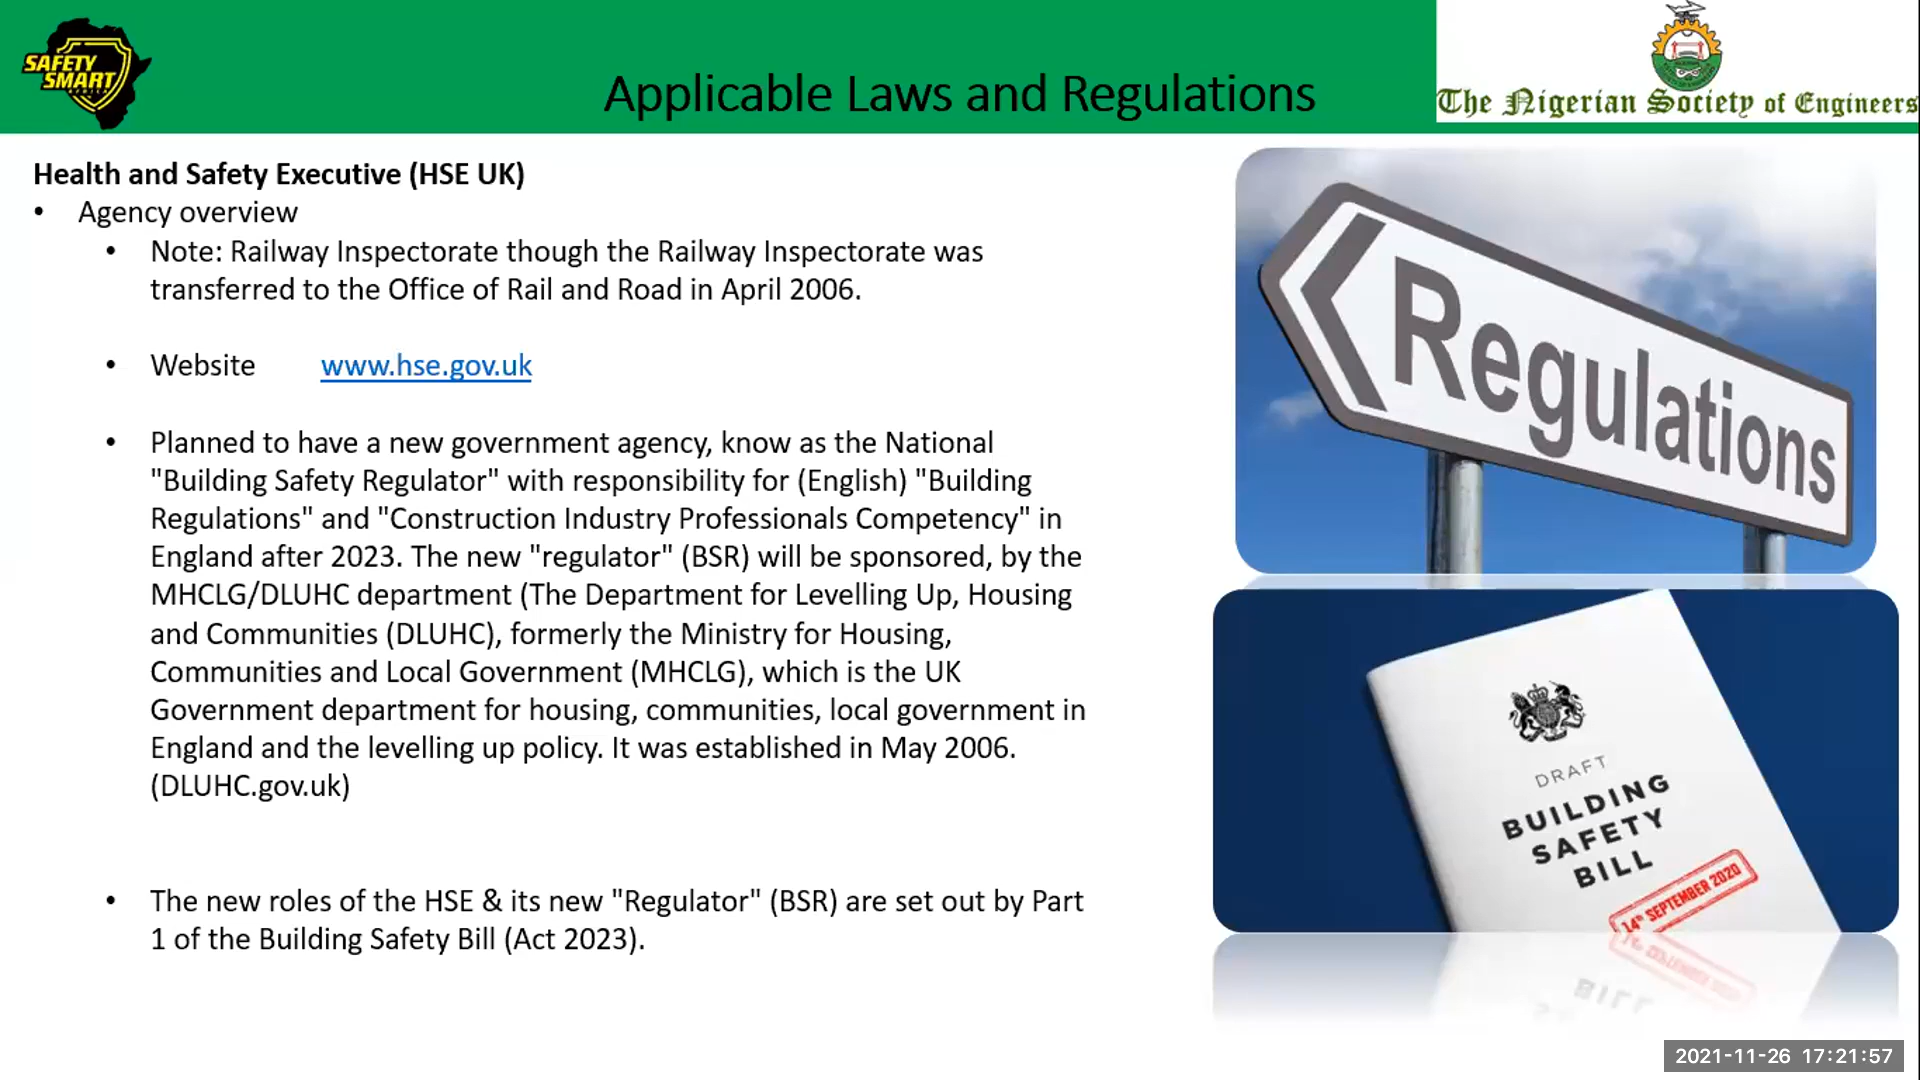 SAFETY
SMART
Applicable Laws and Regulations
The Nigerian Society of Engineers
Health and Safety Executive (HSE UK)
• Agency overview
• Note: Railway Inspectorate though the Railway Inspectorate was
transferred to the Office of Rail and Road in April 2006.
• Website www.hse.gov.uk
• Planned to have a new government agency, know as the National
"Building Safety Regulator" with responsibility for (English) "Building
Regulations" and "Construction Industry Professionals Competency" in
England after 2023. The new "regulator" (BSR) will be sponsored, by the
MHCLG/DLUHC department (The Department for Levelling Up, Housing
and Communities (DLUHC), formerly the Ministry for Housing,
Communities and Local Government (MHCLG), which is the UK
Government department for housing, communities, local government in
England and the levelling up policy. It was established in May 2006.
(DLUHC.gov.uk)
• The new roles of the HSE & its new "Regulator" (BSR) are set out by Part
1 of the Building Safety Bill (Act 2023).
Regulations
DRAFT
BUILDING
SAFETY
BILL
14th SEPTEMBER 2020
2021-11-26 17:21:57